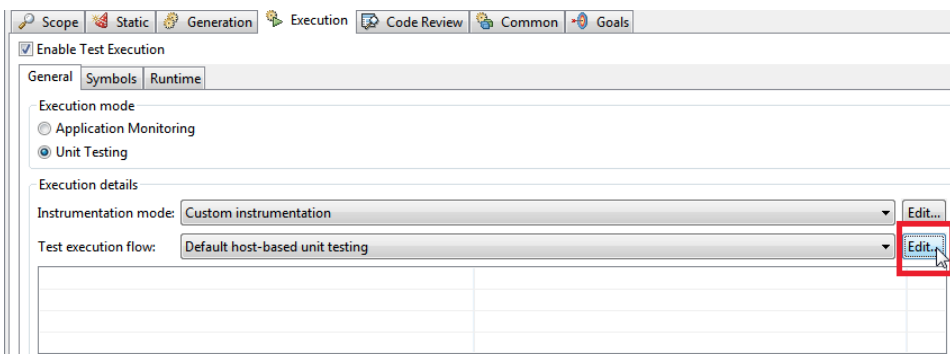 Scope Static Generation Execution Code Review Common Goals
Enable Test Execution
General Symbols Runtime
Execution mode
Application Monitoring
Unit Testing
Execution details
Instrumentation mode: Custom instrumentation Edit...
Test execution flow: Default host-based unit testing Edit...